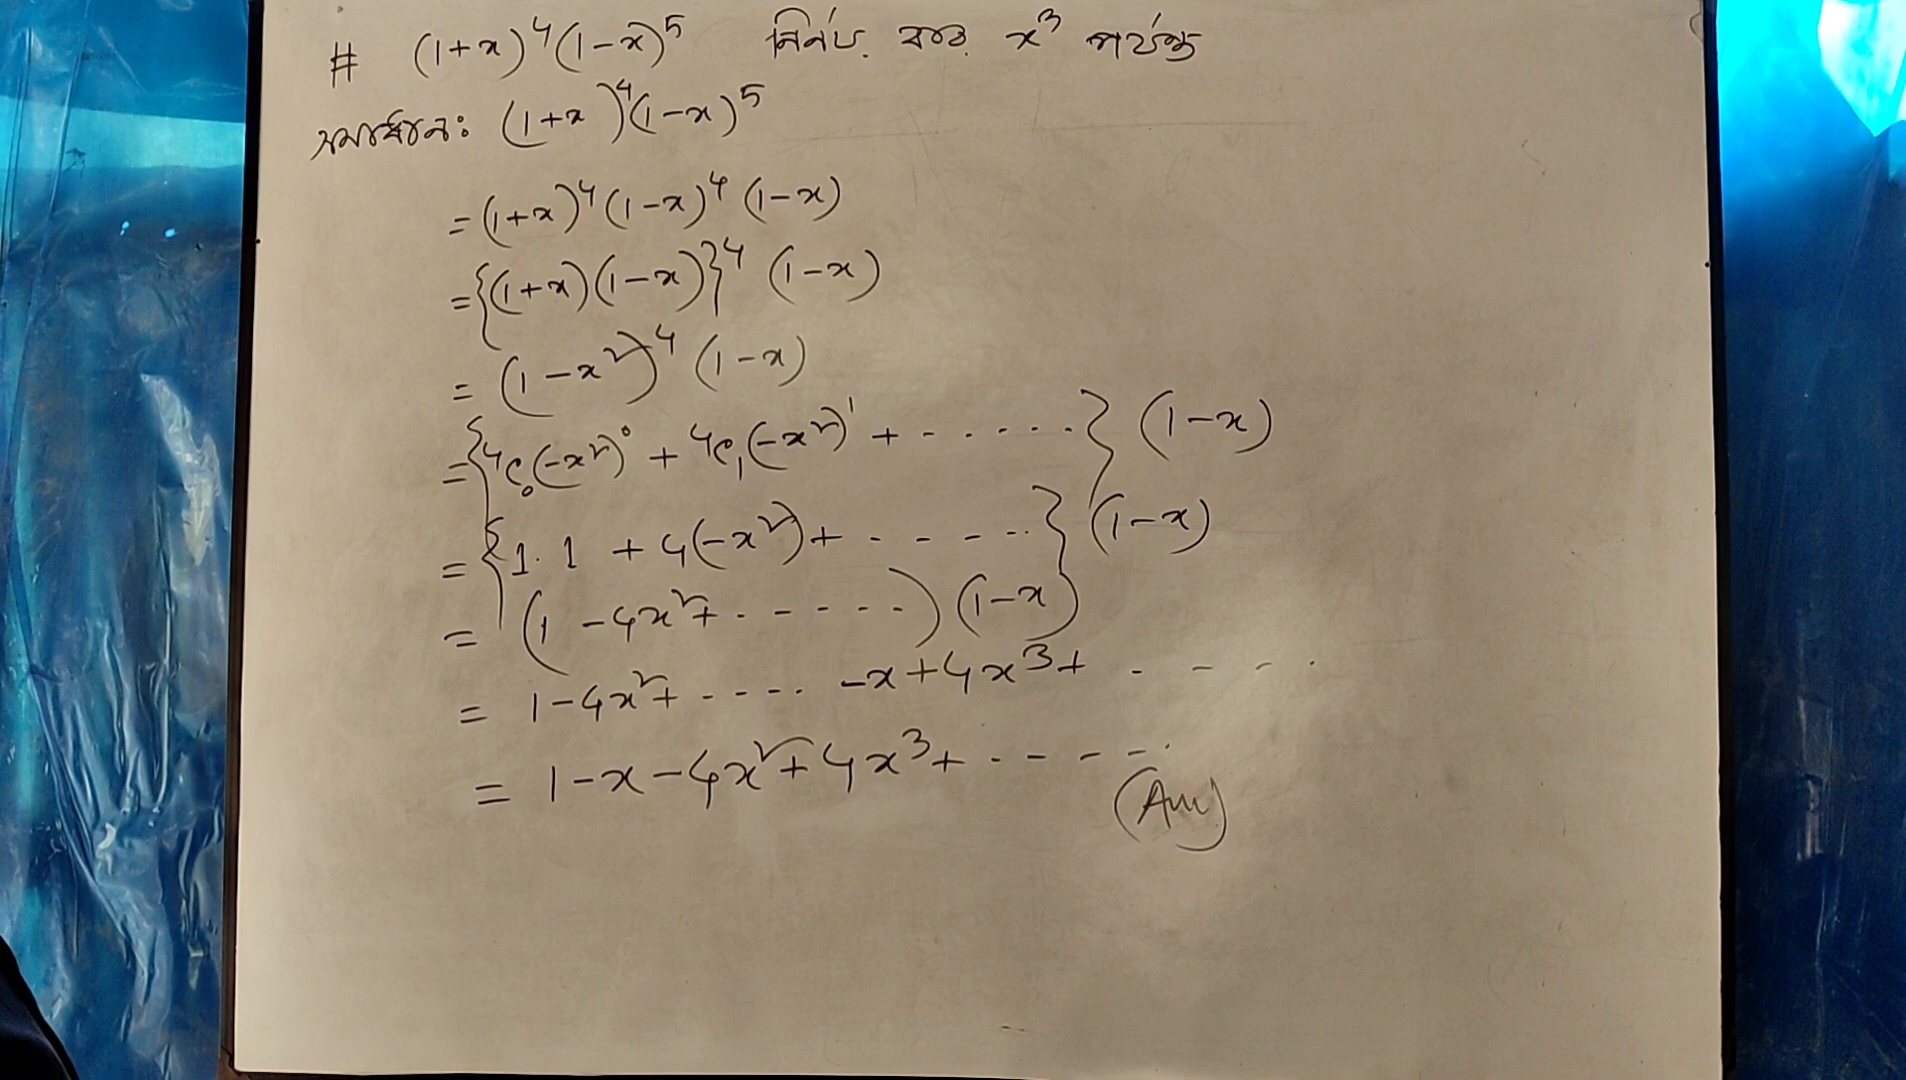 # (1+x)⁴(1-x)⁵ নির্ণয় কর x³ পর্যন্ত
সমাধান: (1+x)⁴(1-x)⁵
= (1+x)⁴(1-x)⁴(1-x)
= {(1+x)(1-x)}⁴ (1-x)
= (1-x²)⁴ (1-x)
= {⁴C₀(-x²)⁰ + ⁴C₁(-x²)¹ + ......} (1-x)
= {1.1 + 4(-x²)+ ......} (1-x)
= (1-4x²+ ......) (1-x)
= 1-4x²+ ..... -x+4x³+ ....
= 1-x-4x²+4x³+ .....
(Ans)